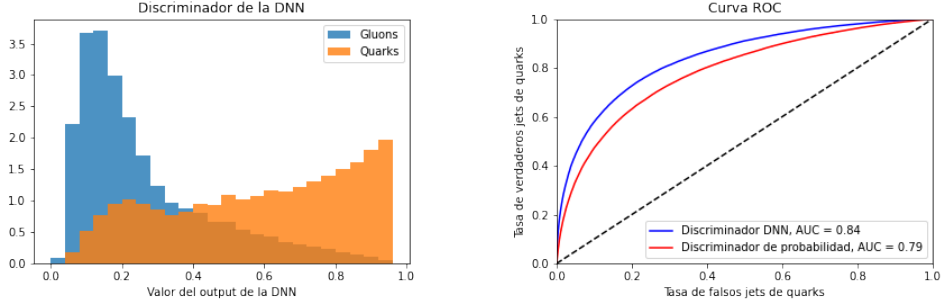 Discriminador de la DNN
3.5
3.0
2.5
2.0
1.5
1.0
0.5
0.0
Gluons
Quarks
0.0 0.2 0.4 0.6 0.8 1.0
Valor del output de la DNN
Curva ROC
Tasa de verdaderos jets de quarks
1.0
0.8
0.6
0.4
0.2
0.0
Discriminador DNN, AUC = 0.84
Discriminador de probabilidad, AUC = 0.79
0.0 0.2 0.4 0.6 0.8 1.0
Tasa de falsos jets de quarks